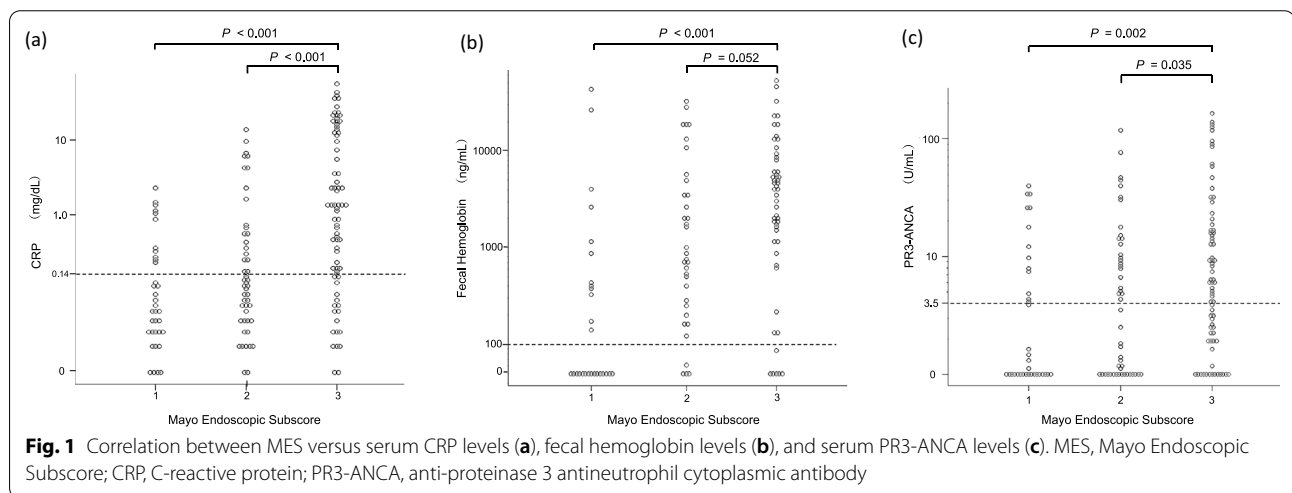 (a)
P < 0.001
P < 0.001
CRP (mg/dL)
10
1.0
0.14
0
1 2 3
Mayo Endoscopic Subscore
(b)
P < 0.001
P = 0.052
Fecal Hemoglobin (ng/mL)
10000
1000
100
0
1 2 3
Mayo Endoscopic Subscore
(c)
P = 0.002
P = 0.035
PR3-ANCA (U/mL)
100
10
3.5
0
1 2 3
Mayo Endoscopic Subscore
Fig. 1 Correlation between MES versus serum CRP levels (a), fecal hemoglobin levels (b), and serum PR3-ANCA levels (c). MES, Mayo Endoscopic
Subscore; CRP, C-reactive protein; PR3-ANCA, anti-proteinase 3 antineutrophil cytoplasmic antibody